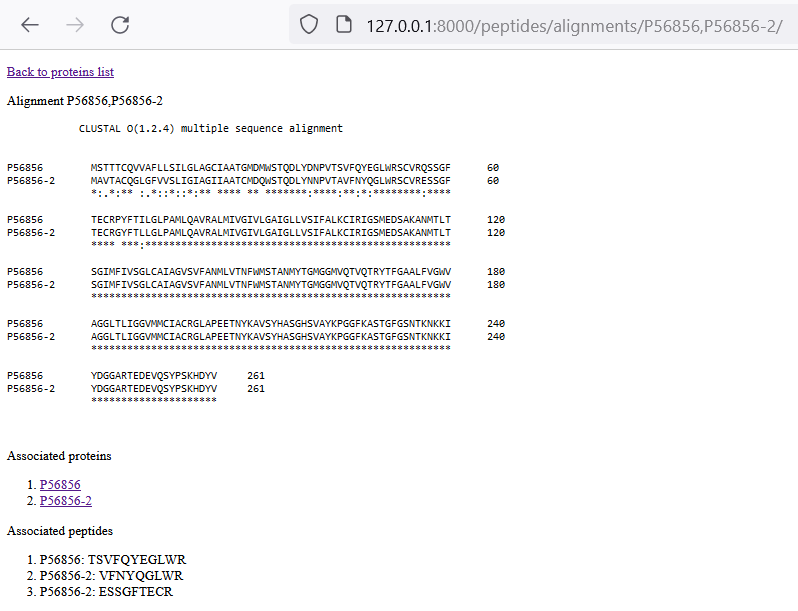 127.0.0.1:8000/peptides/alignments/P56856,P56856-2/
Back to proteins list
Alignment P56856,P56856-2
CLUSTAL O(1.2.4) multiple sequence alignment
P56856 MSTTTCQVVAFLLSILGLAGCIAATGMDMWSTQDLYDNPVTSVFQYEGLWRSCVRQSSGF 60
P56856-2 MAVTACQGLGFVVSLIGIAGIIAATCMDQWSTQDLYNNPVTAVFNYQGLWRSCVRESSGF 60
*:.*:** :.*::*::*:** **** ** *******:****:**:*:********:****
P56856 TECRPYFTILGLPAMLQAVRALMIVGIVLGAIGLLVSIFALKCIRIGSMEDSAKANMTLT 120
P56856-2 TECRGYFTLLGLPAMLQAVRALMIVGIVLGAIGLLVSIFALKCIRIGSMEDSAKANMTLT 120
**** ***:***************************************************
P56856 SGIMFIVSGLCAIAGVSVFANMLVTNFWMSTANMYTGMGGMVQTVQTRYTFGAALFVGWV 180
P56856-2 SGIMFIVSGLCAIAGVSVFANMLVTNFWMSTANMYTGMGGMVQTVQTRYTFGAALFVGWV 180
************************************************************
P56856 AGGLTLIGGVMMCIACRGLAPEETNYKAVSYHASGHSVAYKPGGFKASTGFGSNTKNKKI 240
P56856-2 AGGLTLIGGVMMCIACRGLAPEETNYKAVSYHASGHSVAYKPGGFKASTGFGSNTKNKKI 240
************************************************************
P56856 YDGGARTEDEVQSYPSKHDYV 261
P56856-2 YDGGARTEDEVQSYPSKHDYV 261
*********************
Associated proteins
1. P56856
2. P56856-2
Associated peptides
1. P56856: TSVFQYEGLWR
2. P56856-2: VFNYQGLWR
3. P56856-2: ESSGFTECR